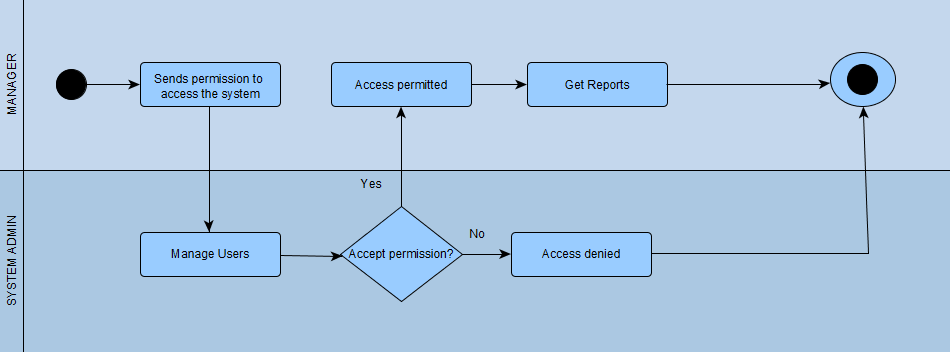 MANAGER
Sends permission to
access the system
Access permitted
Get Reports
Yes
SYSTEM ADMIN
Manage Users
Accept permission?
No
Access denied